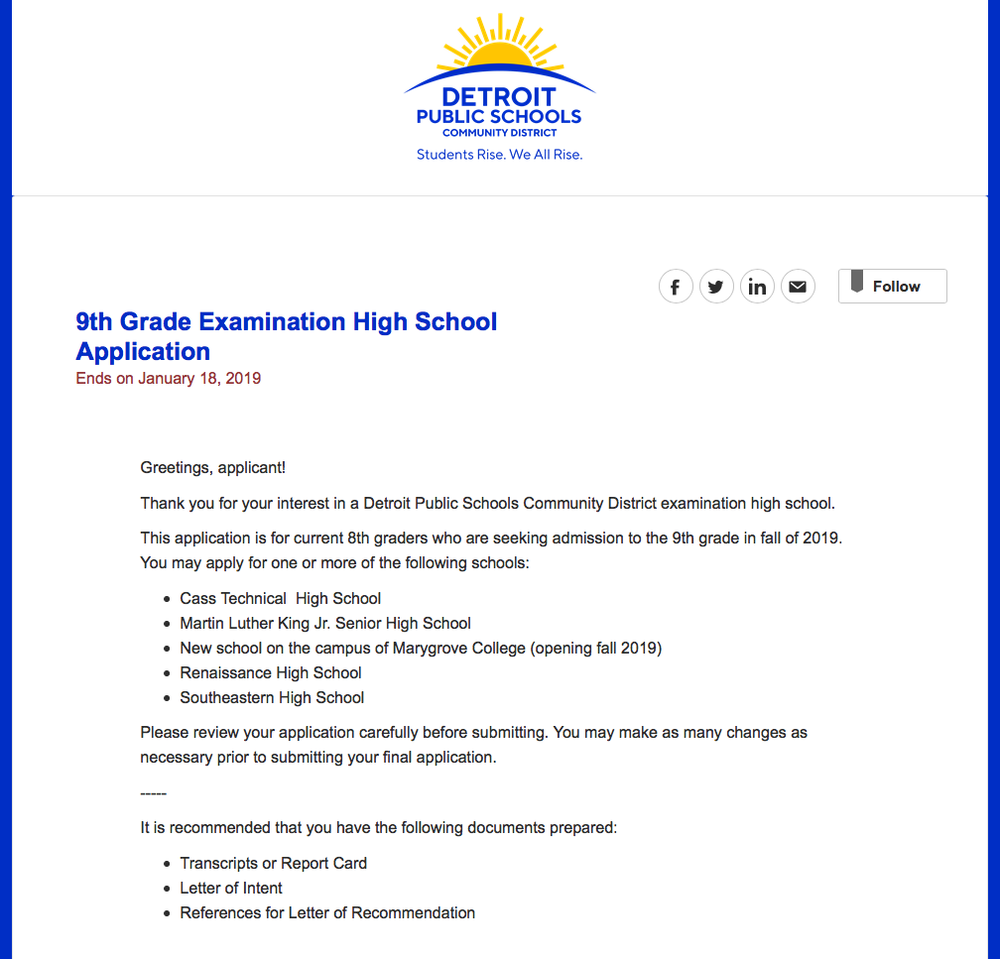 DETROIT
PUBLIC SCHOOLS
COMMUNITY DISTRICT
Students Rise. We All Rise.
Follow
9th Grade Examination High School
Application
Ends on January 18, 2019
Greetings, applicant!
Thank you for your interest in a Detroit Public Schools Community District examination high school.
This application is for current 8th graders who are seeking admission to the 9th grade in fall of 2019.
You may apply for one or more of the following schools:
• Cass Technical  High School
• Martin Luther King Jr. Senior High School
• New school on the campus of Marygrove College (opening fall 2019)
• Renaissance High School
• Southeastern High School
Please review your application carefully before submitting. You may make as many changes as
necessary prior to submitting your final application.
-----
It is recommended that you have the following documents prepared:
• Transcripts or Report Card
• Letter of Intent
• References for Letter of Recommendation